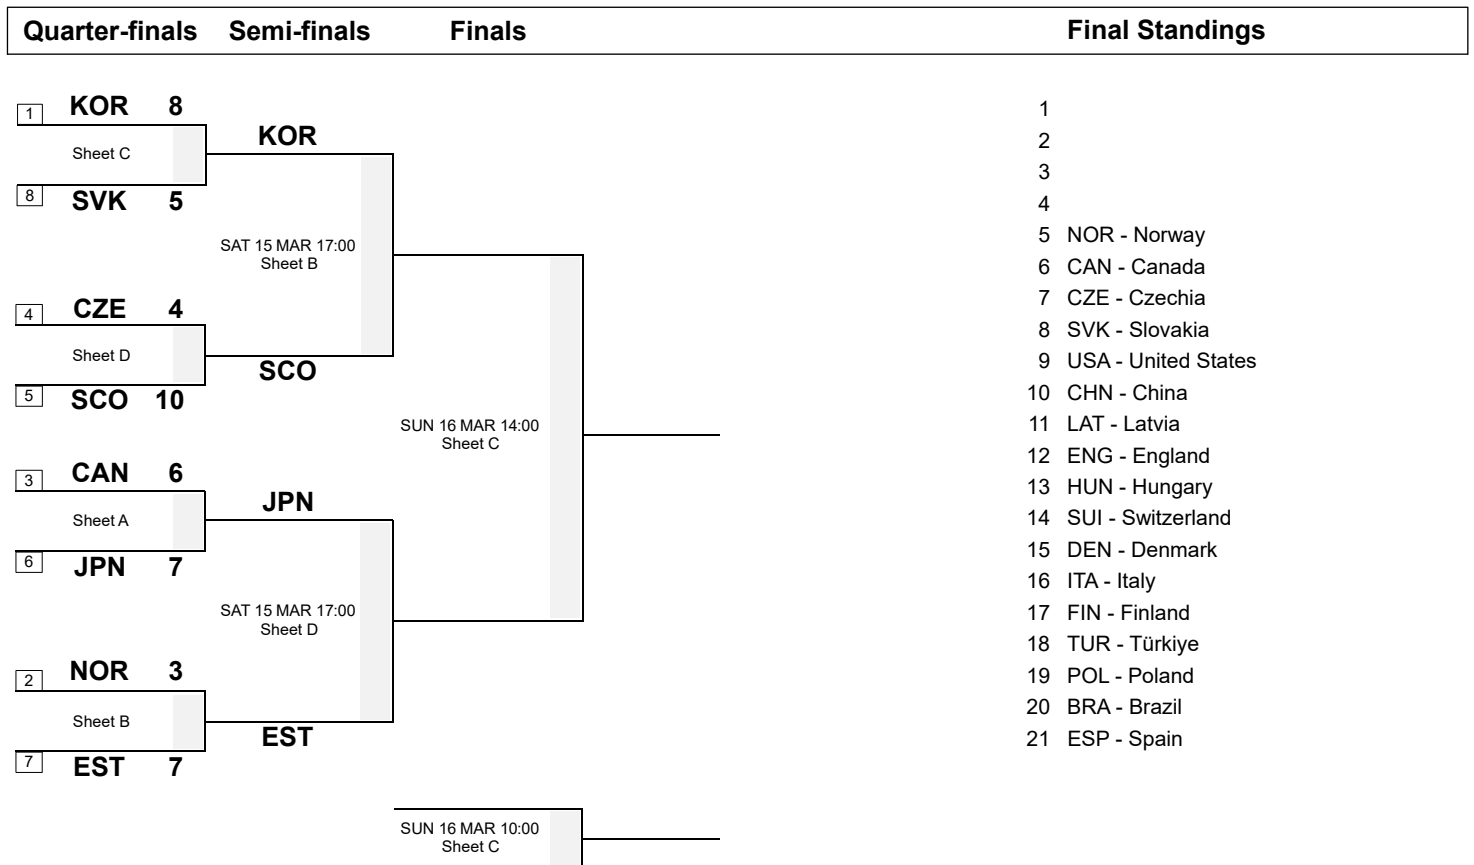 Quarter-finals Semi-finals Finals Final Standings
1 KOR 8
Sheet C
8 SVK 5
KOR
SAT 15 MAR 17:00
Sheet B
SCO
4 CZE 4
Sheet D
5 SCO 10
SUN 16 MAR 14:00
Sheet C
3 CAN 6
Sheet A
6 JPN 7
JPN
SAT 15 MAR 17:00
Sheet D
EST
2 NOR 3
Sheet B
7 EST 7
SUN 16 MAR 10:00
Sheet C
1
2
3
4
5 NOR - Norway
6 CAN - Canada
7 CZE - Czechia
8 SVK - Slovakia
9 USA - United States
10 CHN - China
11 LAT - Latvia
12 ENG - England
13 HUN - Hungary
14 SUI - Switzerland
15 DEN - Denmark
16 ITA - Italy
17 FIN - Finland
18 TUR - Türkiye
19 POL - Poland
20 BRA - Brazil
21 ESP - Spain